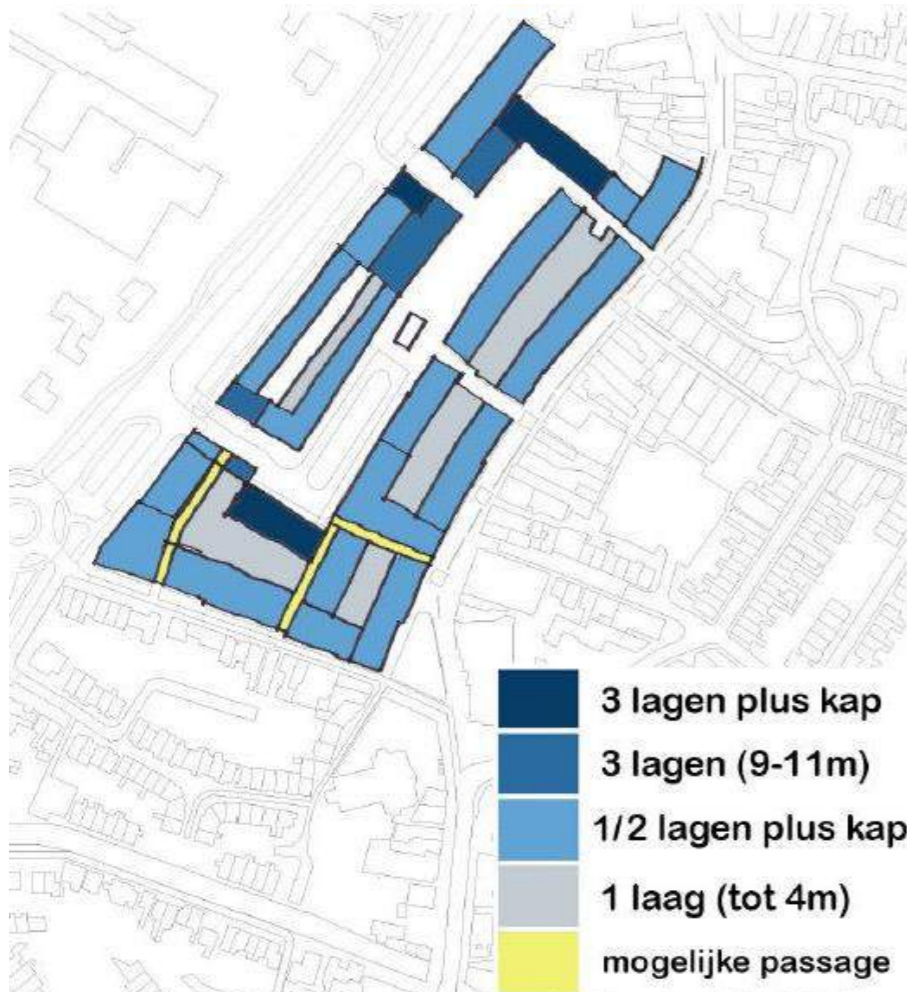 3 lagen plus kap
3 lagen (9-11m)
1/2 lagen plus kap
1 laag (tot 4m)
mogelijke passage